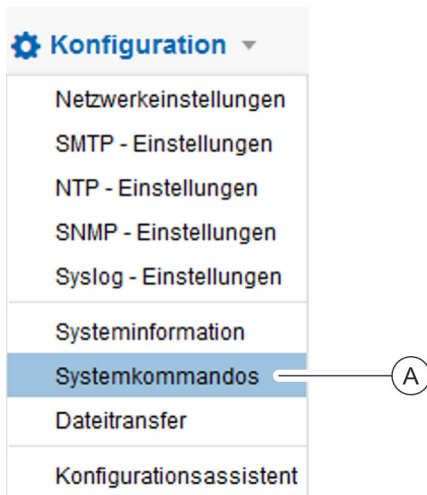 Konfiguration
Netzwerkeinstellungen
SMTP - Einstellungen
NTP - Einstellungen
SNMP - Einstellungen
Syslog - Einstellungen
Systeminformation
Systemkommandos A
Dateitransfer
Konfigurationsassistent